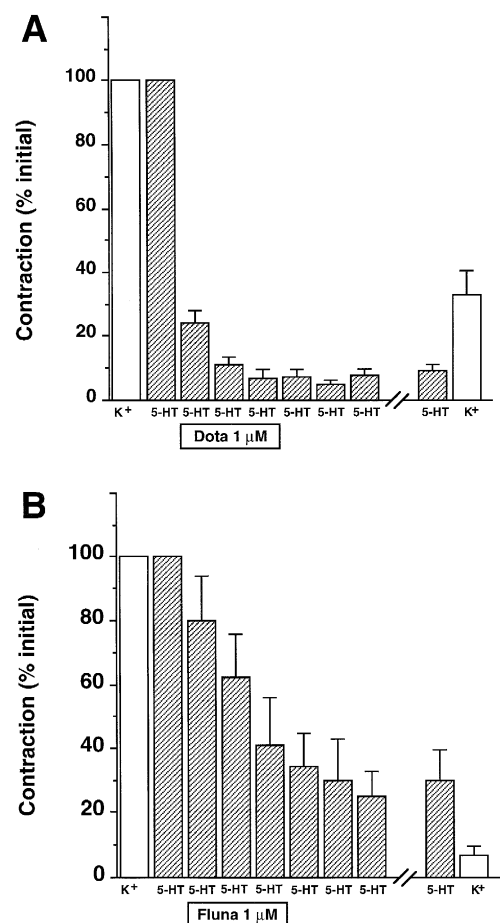 A
Contraction (% initial)
100
80
60
40
20
0
K+ 5-HT 5-HT 5-HT 5-HT 5-HT 5-HT 5-HT 5-HT K+
Dota 1 μM
B
Contraction (% initial)
100
80
60
40
20
0
K+ 5-HT 5-HT 5-HT 5-HT 5-HT 5-HT 5-HT 5-HT K+
Fluna 1 μM